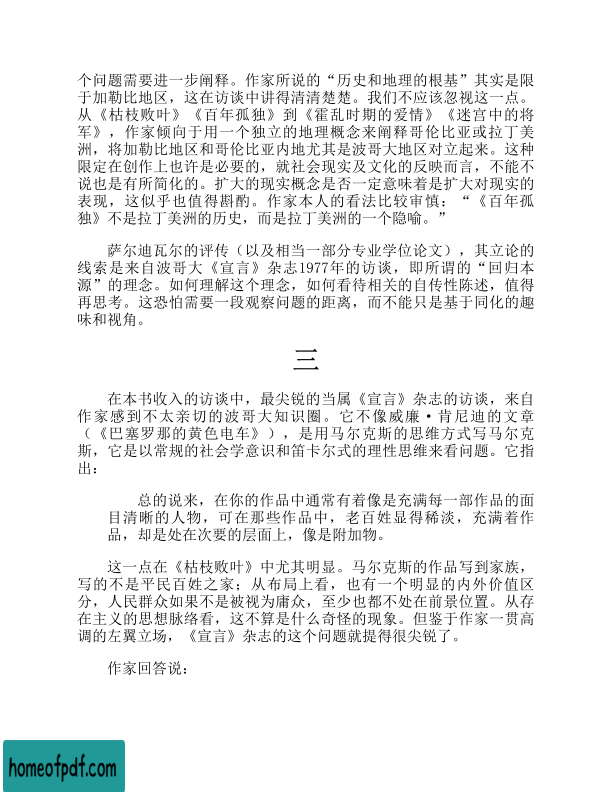 个问题需要进一步阐释。作家所说的“历史和地理的根基”其实是限
于加勒比地区，这在访谈中讲得清清楚楚。我们不应该忽视这一点。
从《枯枝败叶》《百年孤独》到《霍乱时期的爱情》《迷宫中的将
军》，作家倾向于用一个独立的地理概念来阐释哥伦比亚或拉丁美
洲，将加勒比地区和哥伦比亚内地尤其是波哥大地区对立起来。这种
限定在创作上也许是必要的，就社会现实及文化的反映而言，不能不
说也是有所简化的。扩大的现实概念是否一定意味着是扩大对现实的
表现，这似乎也值得斟酌。作家本人的看法比较审慎：“《百年孤
独》不是拉丁美洲的历史，而是拉丁美洲的一个隐喻。”
萨尔迪瓦尔的评传（以及相当一部分专业学位论文），其立论的
线索是来自波哥大《宣言》杂志1977年的访谈，即所谓的“回归本
源”的理念。如何理解这个理念，如何看待相关的自传性陈述，值得
再思考。这恐怕需要一段观察问题的距离，而不能只是基于同化的趣
味和视角。
三
在本书收入的访谈中，最尖锐的当属《宣言》杂志的访谈，来自
作家感到不太亲切的波哥大知识圈。它不像威廉·肯尼迪的文章
（《巴塞罗那的黄色电车》），是用马尔克斯的思维方式写马尔克
斯，它是以常规的社会学意识和笛卡尔式的理性思维来看问题。它指
出：
总的说来，在你的作品中通常有着像是充满每一部作品的面
目清晰的人物，可在那些作品中，老百姓显得稀淡，充满着作
品，却是处在次要的层面上，像是附加物。
这一点在《枯枝败叶》中尤其明显。马尔克斯的作品写到家族，
写的不是平民百姓之家；从布局上看，也有一个明显的内外价值区
分，人民群众如果不是被视为庸众，至少也都不处在前景位置。从存
在主义的思想脉络看，这不算是什么奇怪的现象。但鉴于作家一贯高
调的左翼立场，《宣言》杂志的这个问题就提得很尖锐了。
作家回答说：
homeofpdf.com